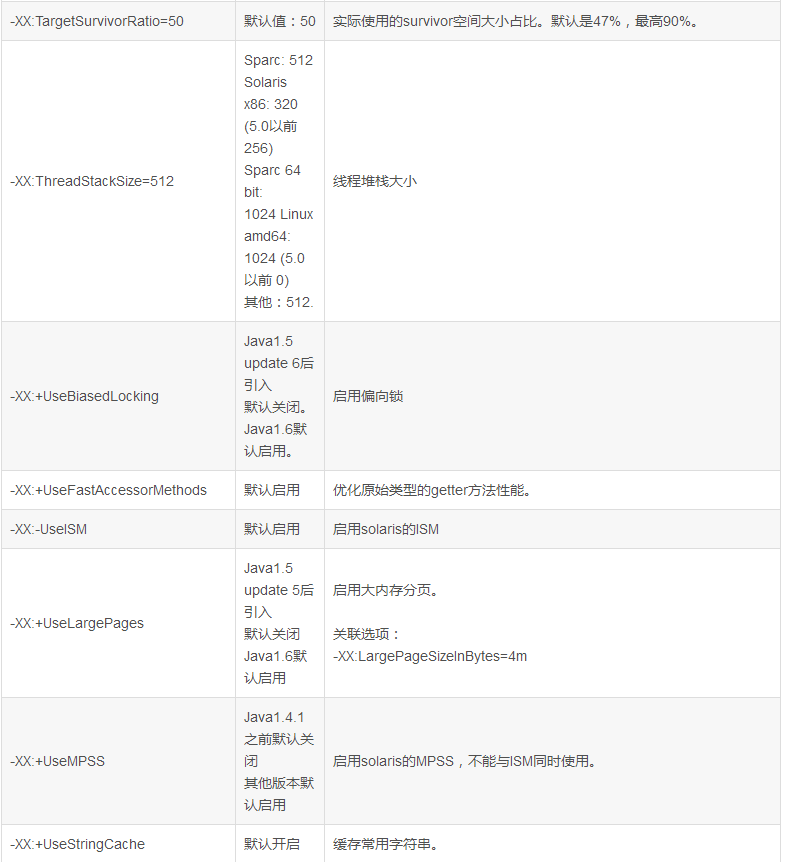 -XX:TargetSurvivorRatio=50
默认值：50
实际使用的survivor空间大小占比。默认是47%，最高90%。
-XX:ThreadStackSize=512
Sparc: 512
Solaris
x86: 320
(5.0以前
256)
Sparc 64
bit:
1024 Linux
amd64:
1024 (5.0
以前 0)
其他：512.
线程堆栈大小
-XX:+UseBiasedLocking
Java1.5
update 6后
引入
默认关闭。
Java1.6默
认启用。
启用偏向锁
-XX:+UseFastAccessorMethods
默认启用
优化原始类型的getter方法性能。
-XX:-UseISM
默认启用
启用solaris的ISM
-XX:+UseLargePages
Java1.5
update 5后
引入
默认关闭
Java1.6默
认启用
启用大内存分页。
关联选项：
-XX:LargePageSizeInBytes=4m
-XX:+UseMPSS
Java1.4.1
之前默认关
闭
其他版本默
认启用
启用solaris的MPSS，不能与ISM同时使用。
-XX:+UseStringCache
默认开启
缓存常用字符串。